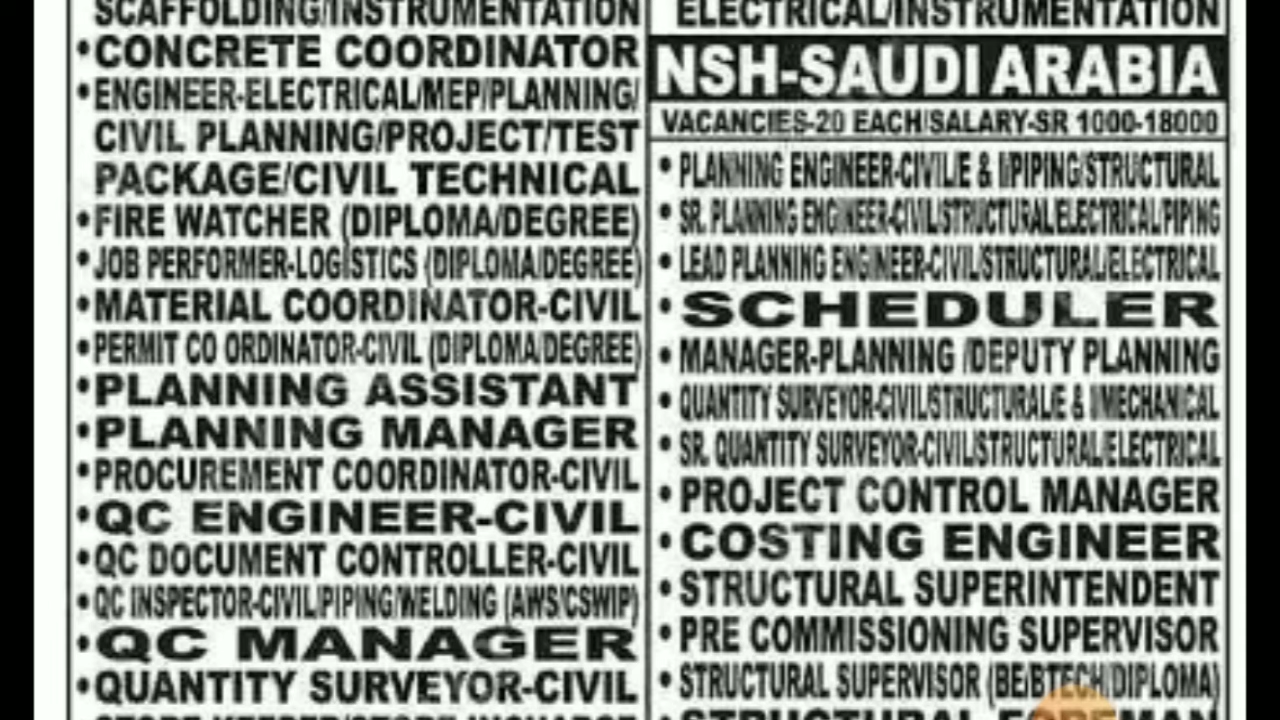 SCAFFOLDING/INSTRUMENTATION
•CONCRETE COORDINATOR
•ENGINEER-ELECTRICAL/MEP/PLANNING/
CIVIL PLANNING/PROJECT/TEST
PACKAGE/CIVIL TECHNICAL
•FIRE WATCHER (DIPLOMA/DEGREE)
•JOB PERFORMER-LOGISTICS (DIPLOMA/DEGREE)
•MATERIAL COORDINATOR-CIVIL
•PERMIT CO ORDINATOR-CIVIL (DIPLOMA/DEGREE)
•PLANNING ASSISTANT
•PLANNING MANAGER
•PROCUREMENT COORDINATOR-CIVIL
•QC ENGINEER-CIVIL
•QC DOCUMENT CONTROLLER-CIVIL
•QC INSPECTOR-CIVIL/PIPING/WELDING (AWS/CSWIP)
•QC MANAGER
•QUANTITY SURVEYOR-CIVIL
STORE KEEPER/STORE INCHARGE
ELECTRICAL/INSTRUMENTATION
NSH-SAUDI ARABIA
VACANCIES-20 EACH/SALARY-SR 1000-18000
• PLANNING ENGINEER-CIVIL/E & I/PIPING/STRUCTURAL
• SR. PLANNING ENGINEER-CIVIL/STRUCTURAL ELECTRICAL/PIPING
• LEAD PLANNING ENGINEER-CIVIL/STRUCTURAL/ELECTRICAL
• SCHEDULER
• MANAGER-PLANNING /DEPUTY PLANNING
• QUANTITY SURVEYOR-CIVIL/STRUCTURAL/E & I/MECHANICAL
• SR. QUANTITY SURVEYOR-CIVIL/STRUCTURAL/ELECTRICAL
• PROJECT CONTROL MANAGER
• COSTING ENGINEER
• STRUCTURAL SUPERINTENDENT
• PRE COMMISSIONING SUPERVISOR
• STRUCTURAL SUPERVISOR (BE/BTECH/DIPLOMA)
STRUCTURAL FOREMAN